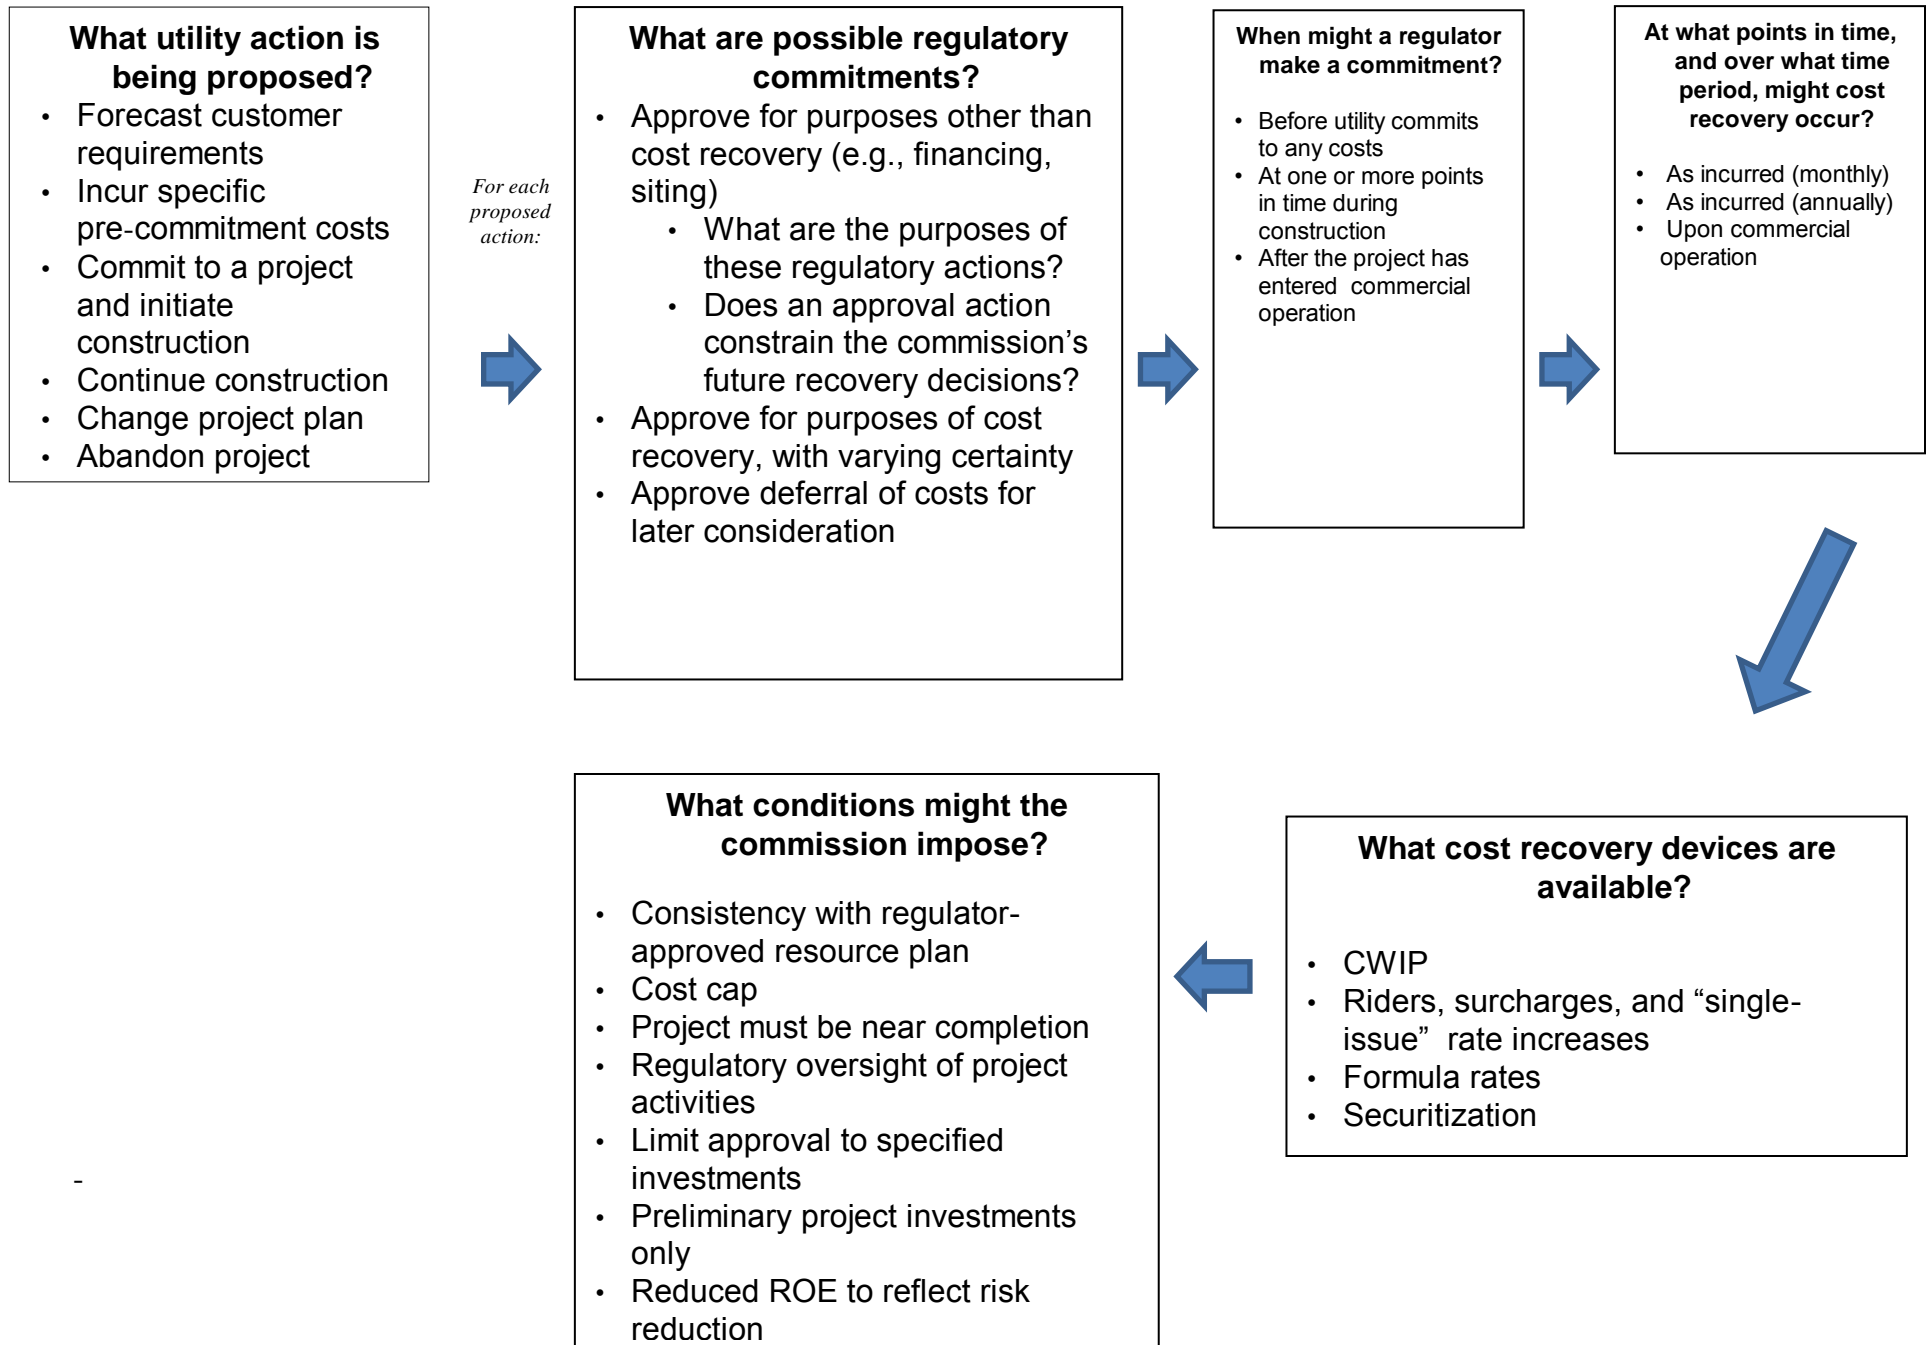 What utility action is
being proposed?
• Forecast customer
requirements
• Incur specific
pre-commitment costs
• Commit to a project
and initiate
construction
• Continue construction
• Change project plan
• Abandon project
For each
proposed
action:
What are possible regulatory
commitments?
• Approve for purposes other than
cost recovery (e.g., financing,
siting)
• What are the purposes of
these regulatory actions?
• Does an approval action
constrain the commission’s
future recovery decisions?
• Approve for purposes of cost
recovery, with varying certainty
• Approve deferral of costs for
later consideration
When might a regulator
make a commitment?
• Before utility commits
to any costs
• At one or more points
in time during
construction
• After the project has
entered commercial
operation
At what points in time,
and over what time
period, might cost
recovery occur?
• As incurred (monthly)
• As incurred (annually)
• Upon commercial
operation
What cost recovery devices are
available?
• CWIP
• Riders, surcharges, and “single-
issue” rate increases
• Formula rates
• Securitization
What conditions might the
commission impose?
• Consistency with regulator-
approved resource plan
• Cost cap
• Project must be near completion
• Regulatory oversight of project
activities
• Limit approval to specified
investments
• Preliminary project investments
only
• Reduced ROE to reflect risk
reduction
-